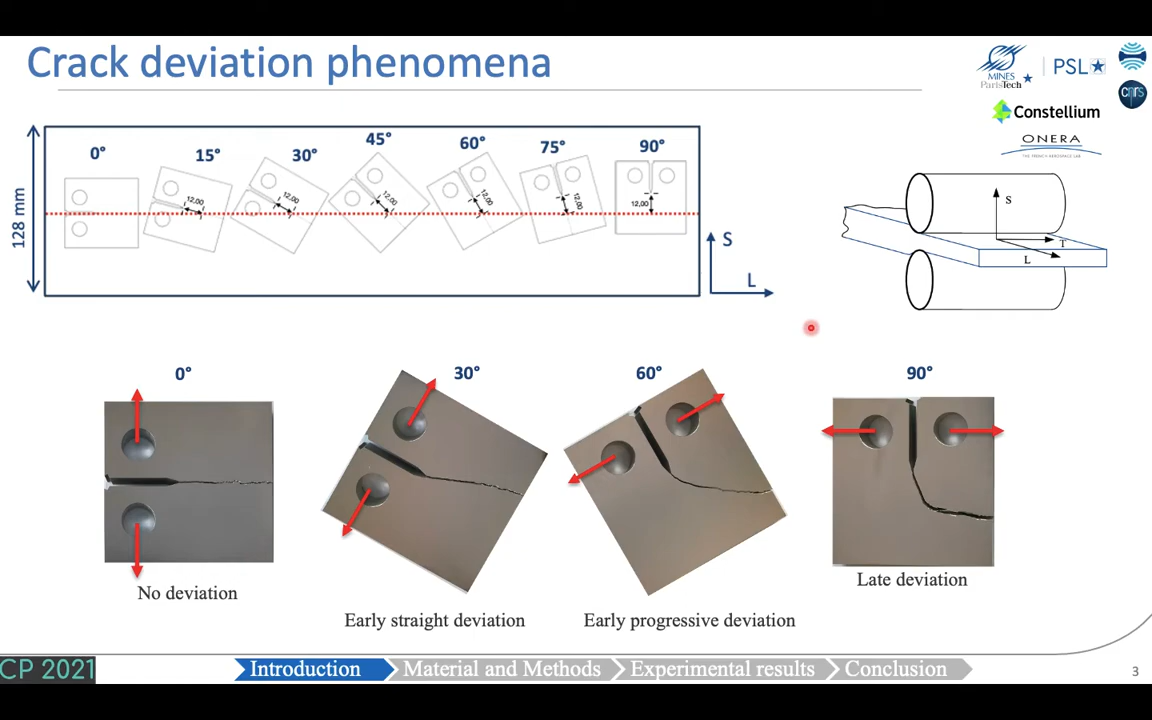 Crack deviation phenomena
MINES
ParisTech
PSL
cnrs
Constellium
ONERA
THE FRENCH AEROSPACE LAB
128 mm
0°
15°
30°
45°
60°
75°
90°
12,00
12,00
12,00
12,00
12,00
12,00
S
L
S
T
L
0°
30°
60°
90°
No deviation
Early straight deviation
Early progressive deviation
Late deviation
CP 2021
Introduction
Material and Methods
Experimental results
Conclusion
3